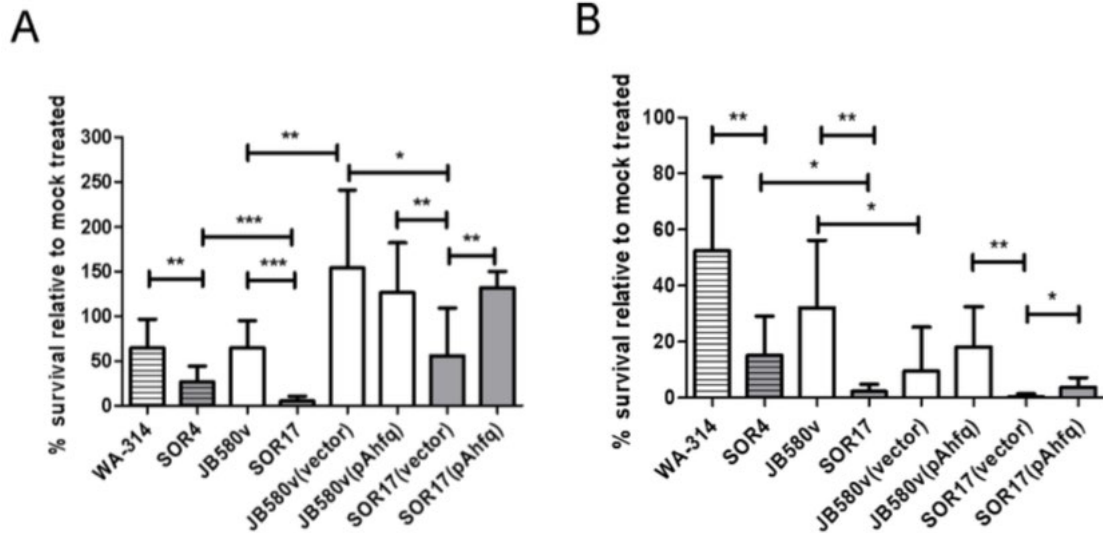 A
% survival relative to mock treated
300
250
200
150
100
50
0
**
*
***
**
**
**
***
WA-314
SOR4
JB580v
SOR17
JB580v(vector)
JB580v(pAhfq)
SOR17(vector)
SOR17(pAhfq)
B
% survival relative to mock treated
100
80
60
40
20
0
**
**
*
*
**
*
WA-314
SOR4
JB580v
SOR17
JB580v(vector)
JB580v(pAhfq)
SOR17(vector)
SOR17(pAhfq)